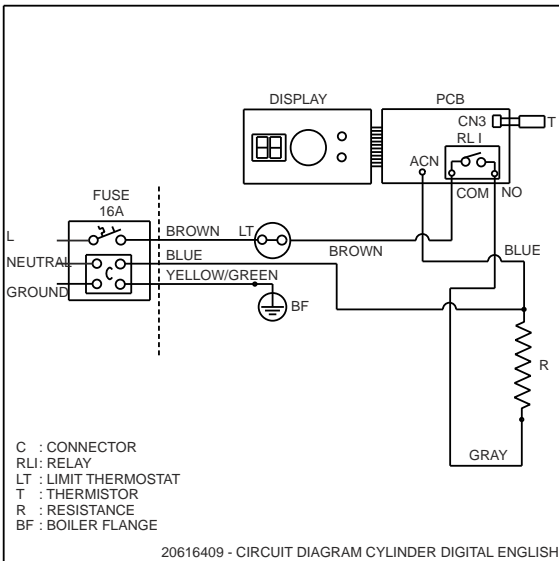 DISPLAY
PCB
CN3
T
RL I
ACN
COM
NO
FUSE
16A
L
BROWN
LT
BROWN
NEUTRAL
BLUE
BLUE
C
YELLOW/GREEN
GROUND
BF
R
GRAY
C : CONNECTOR
RLI: RELAY
LT : LIMIT THERMOSTAT
T : THERMISTOR
R : RESISTANCE
BF : BOILER FLANGE
20616409 - CIRCUIT DIAGRAM CYLINDER DIGITAL ENGLISH